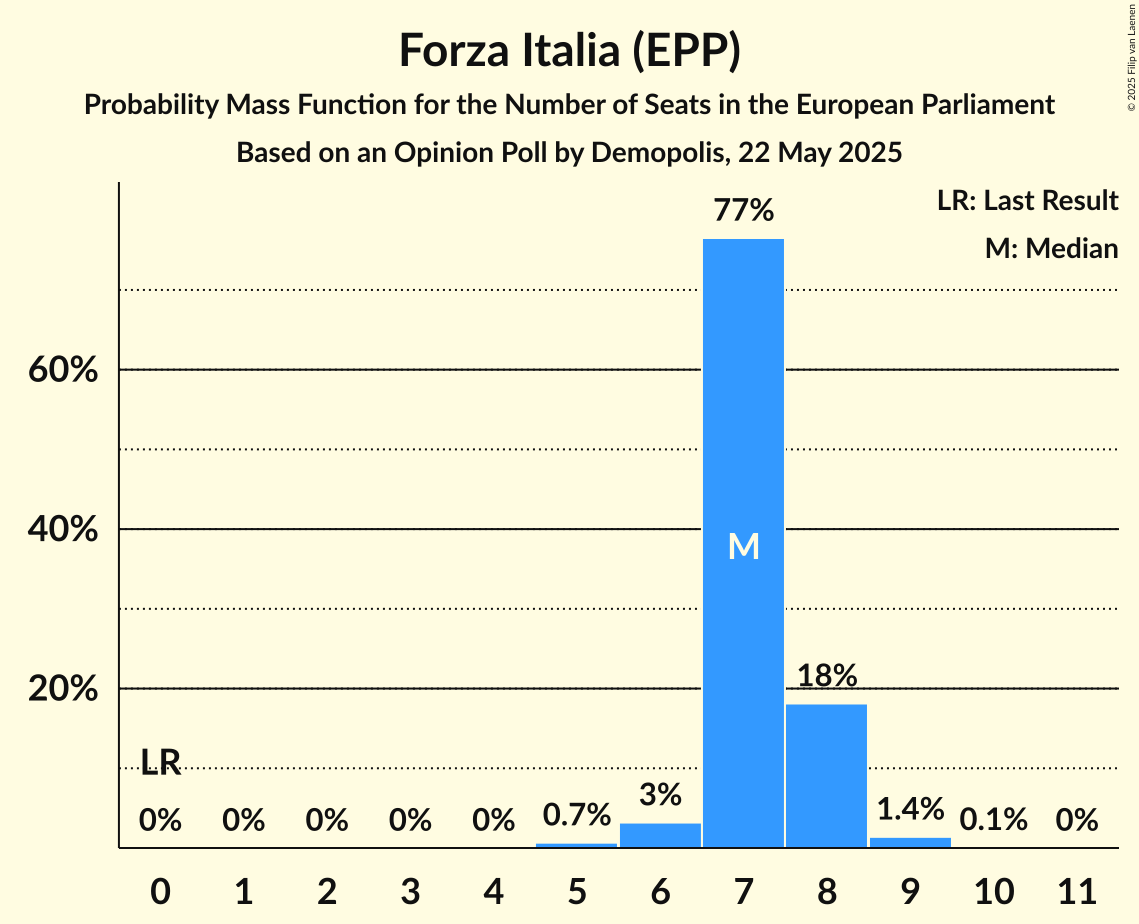 Forza Italia (EPP)
Probability Mass Function for the Number of Seats in the European Parliament
Based on an Opinion Poll by Demopolis, 22 May 2025
© 2025 Filip van Laenen
LR: Last Result
M: Median
77%
60%
40%
M
20%
18%
LR
0%
0%
0%
0%
0%
0.7%
3%
1.4%
0.1%
0%
0 1 2 3 4 5 6 7 8 9 10 11